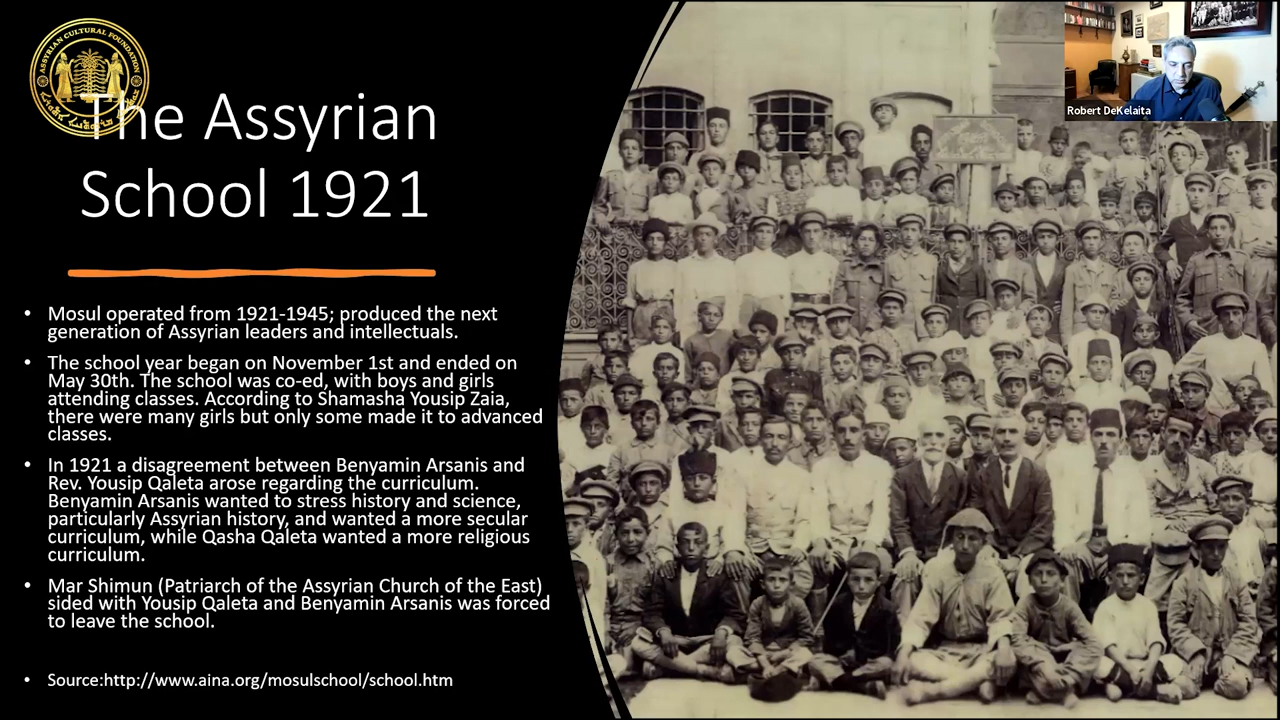 ASSYRIAN CULTURAL FOUNDATION
The Assyrian
School 1921
• Mosul operated from 1921-1945; produced the next
generation of Assyrian leaders and intellectuals.
• The school year began on November 1st and ended on
May 30th. The school was co-ed, with boys and girls
attending classes. According to Shamasha Yousip Zaia,
there were many girls but only some made it to advanced
classes.
• In 1921 a disagreement between Benyamin Arsanis and
Rev. Yousip Qaleta arose regarding the curriculum.
Benyamin Arsanis wanted to stress history and science,
particularly Assyrian history, and wanted a more secular
curriculum, while Qasha Qaleta wanted a more religious
curriculum.
• Mar Shimun (Patriarch of the Assyrian Church of the East)
sided with Yousip Qaleta and Benyamin Arsanis was forced
to leave the school.
• Source:http://www.aina.org/mosulschool/school.htm
Robert DeKelaita